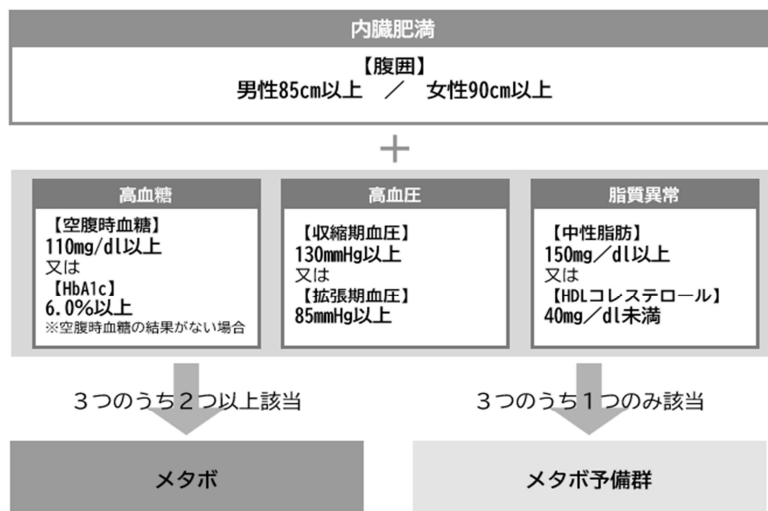 内臓肥満
【腹囲】
男性85cm以上　／　女性90cm以上
＋
高血糖
【空腹時血糖】
110mg/dl以上
又は
【HbA1c】
6.0%以上
※空腹時血糖の結果がない場合
高血圧
【収縮期血圧】
130mmHg以上
又は
【拡張期血圧】
85mmHg以上
脂質異常
【中性脂肪】
150mg／dl以上
又は
【HDLコレステロール】
40mg／dl未満
３つのうち２つ以上該当
３つのうち１つのみ該当
メタボ
メタボ予備群